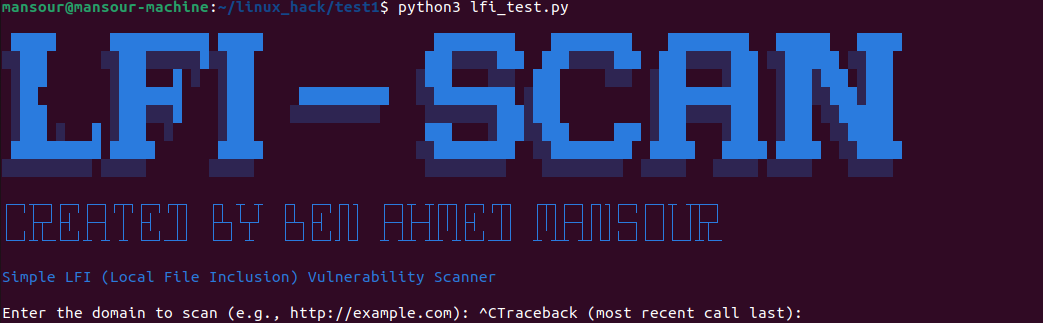 mansour@mansour-machine:~/linux_hack/test1$ python3 lfi_test.py
LFI-SCAN
CREATED BY BEN AHMED MANSOUR
Simple LFI (Local File Inclusion) Vulnerability Scanner
Enter the domain to scan (e.g., http://example.com): ^CTraceback (most recent call last):